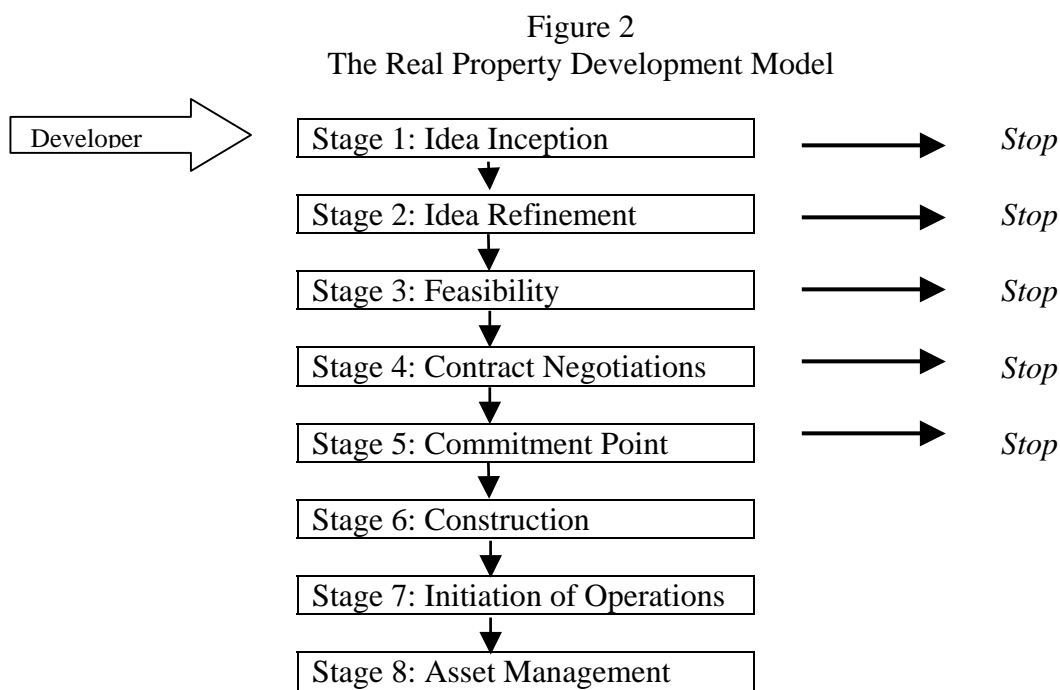 Figure 2
The Real Property Development Model
Developer
Stage 1: Idea Inception
Stop
Stage 2: Idea Refinement
Stop
Stage 3: Feasibility
Stop
Stage 4: Contract Negotiations
Stop
Stage 5: Commitment Point
Stop
Stage 6: Construction
Stage 7: Initiation of Operations
Stage 8: Asset Management